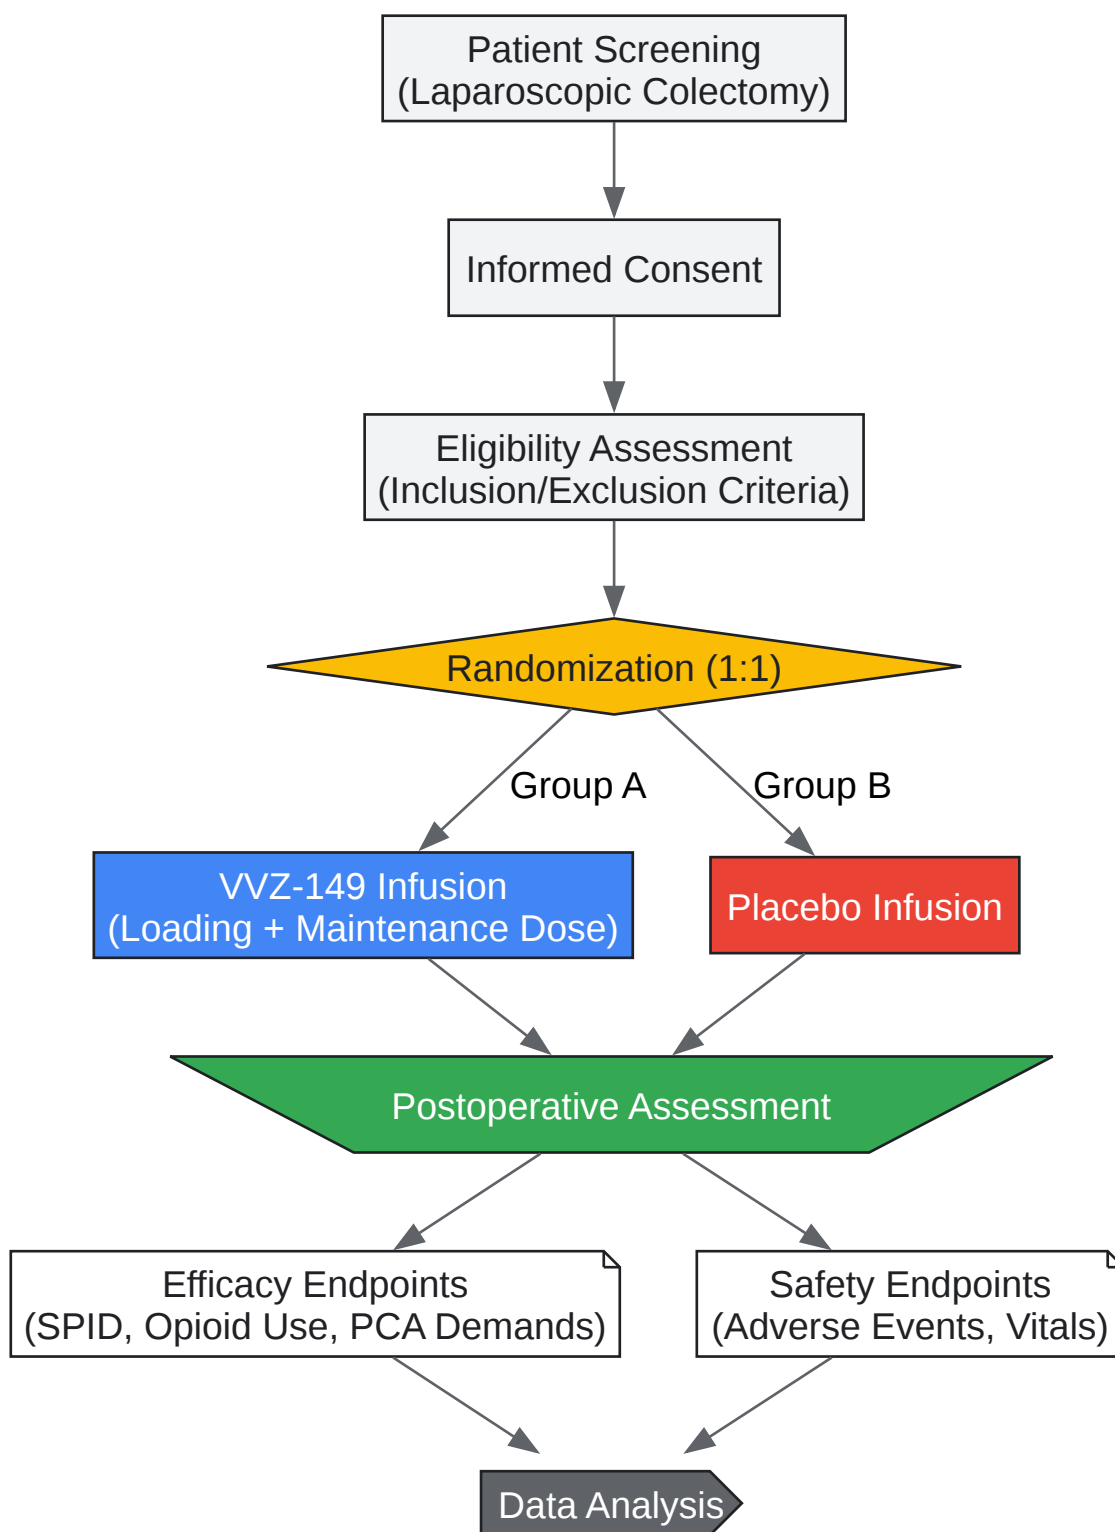 Patient Screening
(Laparoscopic Colectomy)
Informed Consent
Eligibility Assessment
(Inclusion/Exclusion Criteria)
Randomization (1:1)
Group A
Group B
VVZ-149 Infusion
(Loading + Maintenance Dose)
Placebo Infusion
Postoperative Assessment
Efficacy Endpoints
(SPID, Opioid Use, PCA Demands)
Safety Endpoints
(Adverse Events, Vitals)
Data Analysis